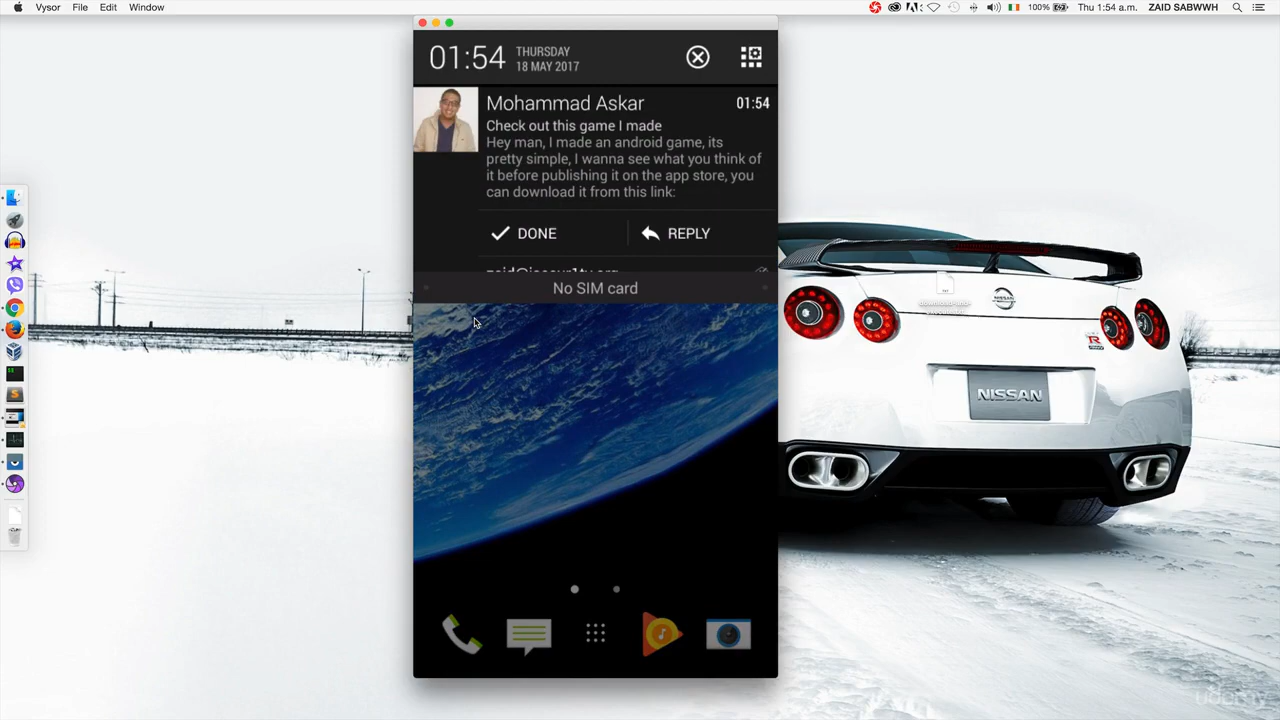 Vysor File Edit Window
100% Thu 1:54 a.m. ZAID SABWWH
01:54
THURSDAY
18 MAY 2017
Mohammad Askar
01:54
Check out this game I made
Hey man, I made an android game, its
pretty simple, I wanna see what you think of
it before publishing it on the app store, you
can download it from this link:
DONE
REPLY
No SIM card
NISSAN
R
NISSAN
udemy